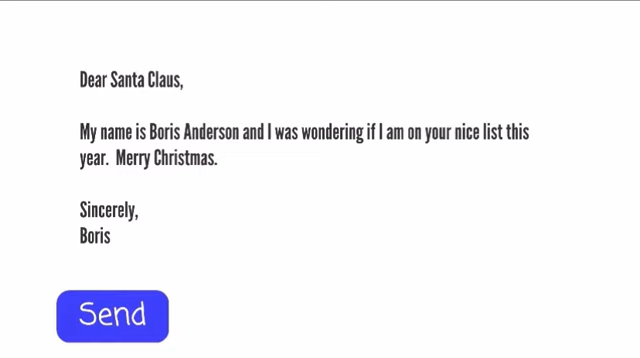 Dear Santa Claus,
My name is Boris Anderson and I was wondering if I am on your nice list this
year.  Merry Christmas.
Sincerely,
Boris
Send